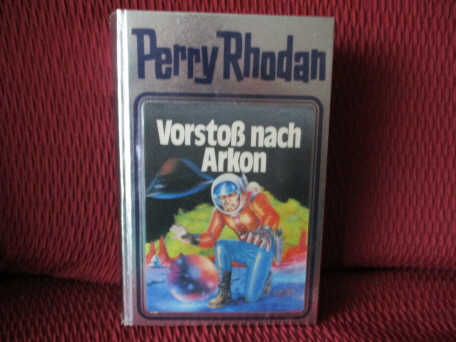 Perry Rhodan
Vorstoß nach
Arkon